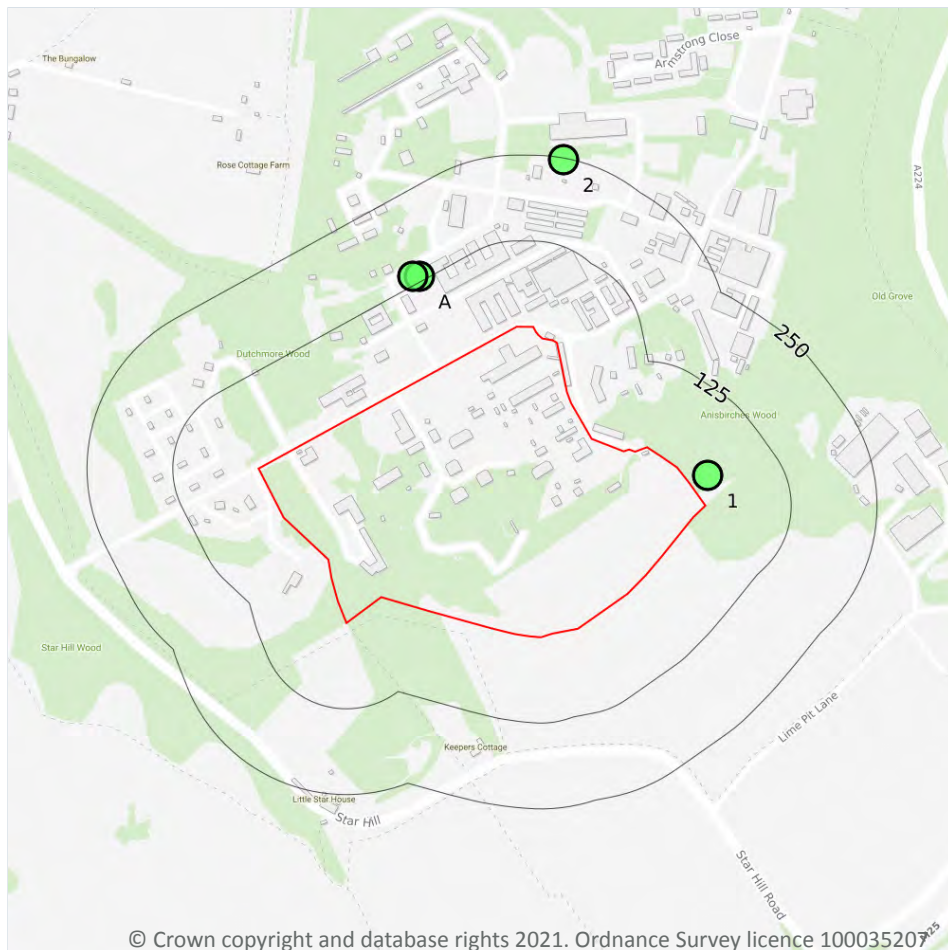 Armstrong Close
The Bungalow
A224
Rose Cottage Farm
2
A
Old Grove
250
Dutchmore Wood
125
Anisbirches Wood
1
Star Hill Wood
Lime Pit Lane
Keepers Cottage
Little Star House
Star Hill
Star Hill Road
A25
© Crown copyright and database rights 2021. Ordnance Survey licence 100035207